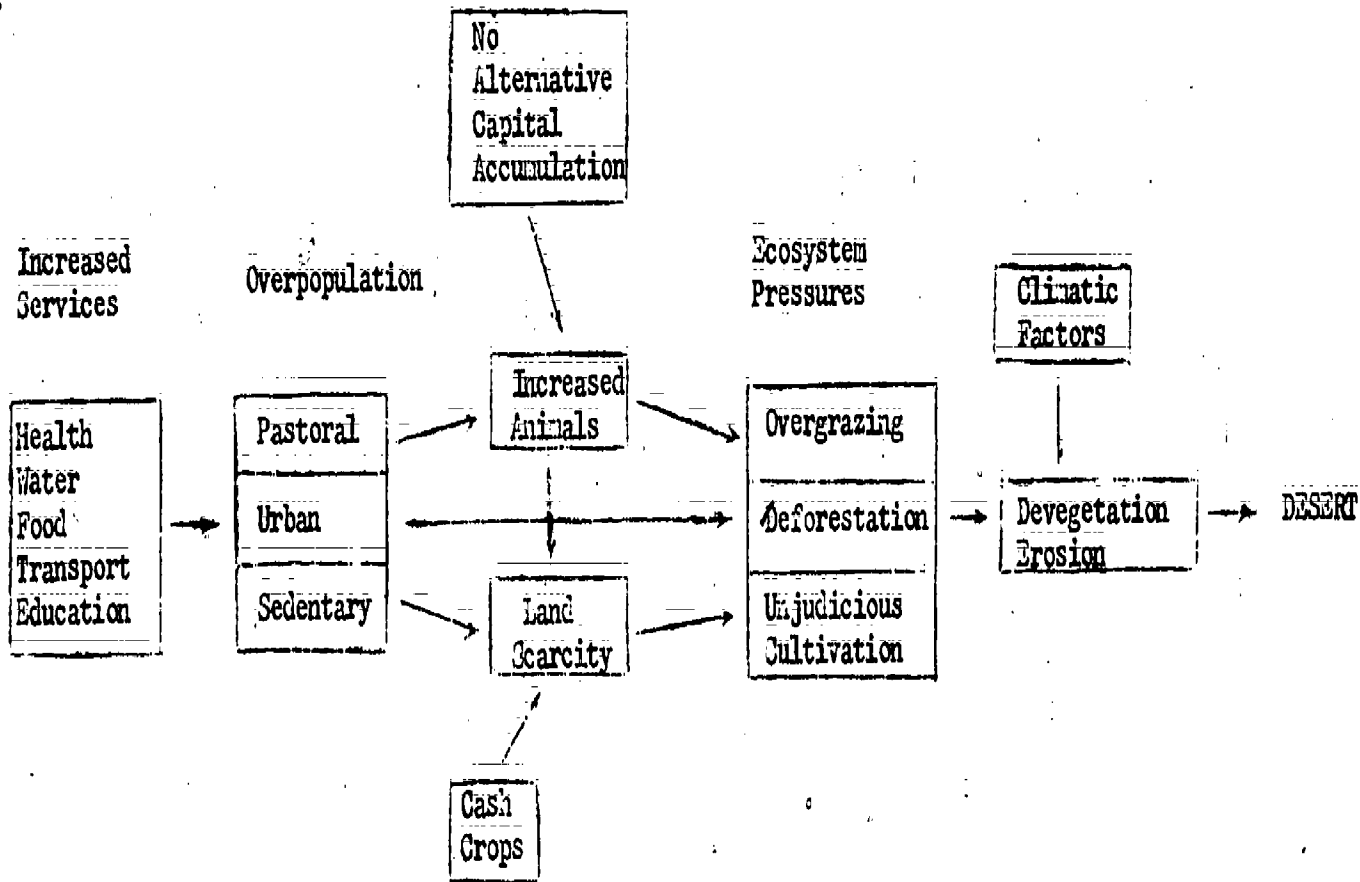 No
Alternative
Capital
Accumulation
Increased
Services
Overpopulation
Ecosystem
Pressures
Climatic
Factors
Health
Water
Food
Transport
Education
Pastoral
Urban
Sedentary
Increased
Animals
Land
Scarcity
Overgrazing
Deforestation
Unjudicious
Cultivation
Devegetation
Erosion
DESERT
Cash
Crops